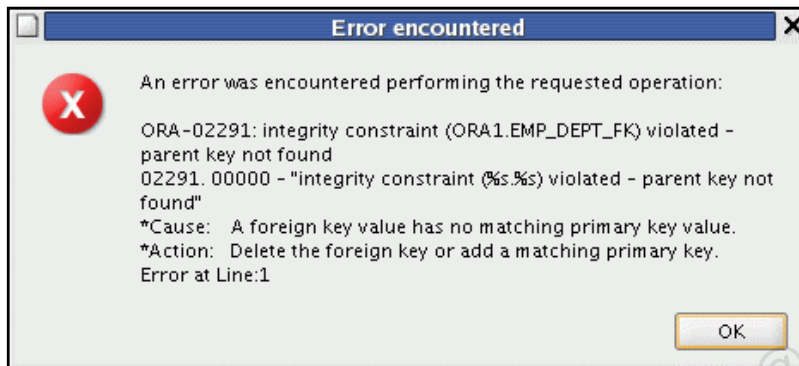 Error encountered
An error was encountered performing the requested operation:
ORA-02291: integrity constraint (ORA1.EMP_DEPT_FK) violated -
parent key not found
02291. 00000 - "integrity constraint (%s.%s) violated - parent key not
found"
*Cause: A foreign key value has no matching primary key value.
*Action: Delete the foreign key or add a matching primary key.
Error at Line:1
OK